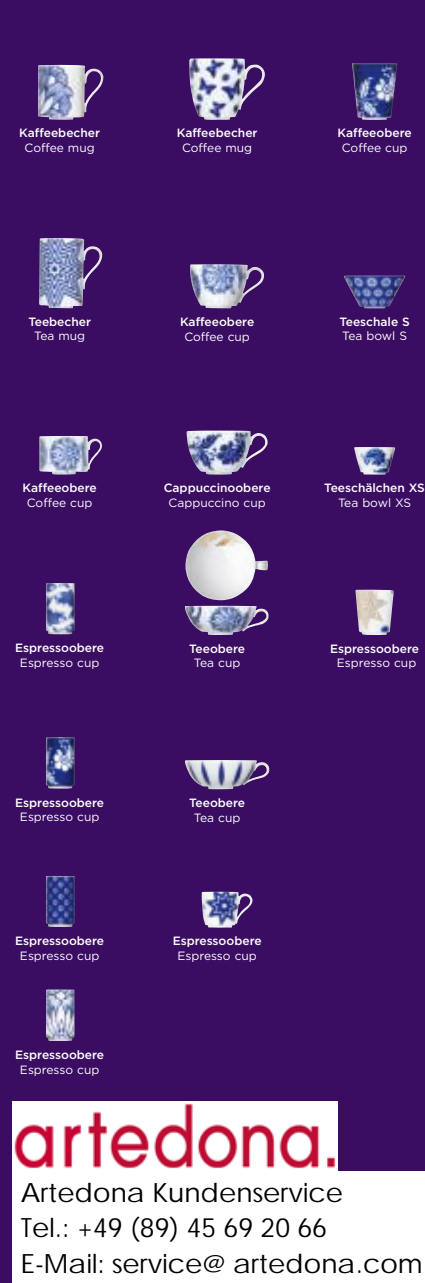 Kaffeebecher
Coffee mug
Kaffeebecher
Coffee mug
Kaffeeobere
Coffee cup
Teebecher
Tea mug
Kaffeeobere
Coffee cup
Teeschale S
Tea bowl S
Kaffeeobere
Coffee cup
Cappuccinoobere
Cappuccino cup
Teeschälchen XS
Tea bowl XS
Espressoobere
Espresso cup
Teeobere
Tea cup
Espressoobere
Espresso cup
Espressoobere
Espresso cup
Teeobere
Tea cup
Espressoobere
Espresso cup
Espressoobere
Espresso cup
Espressoobere
Espresso cup
artedona.
Artedona Kundenservice
Tel.: +49 (89) 45 69 20 66
E-Mail: service@ artedona.com